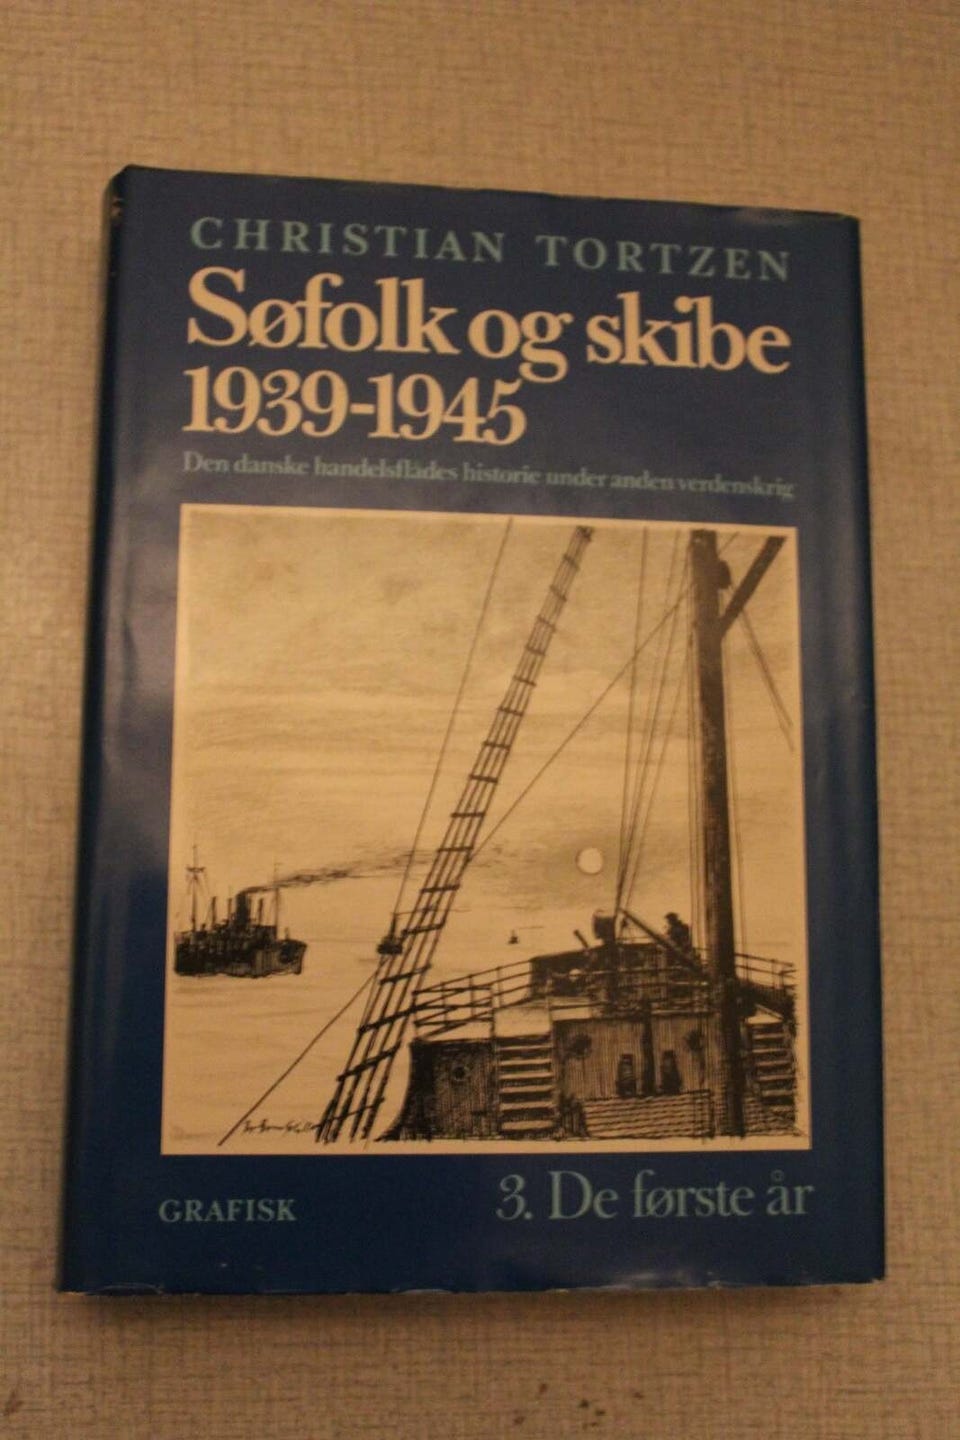 CHRISTIAN TORTZEN
Søfolk og skibe
1939-1945
Den danske handelsflådes historie under anden verdenskrig
GRAFISK
3. De første år